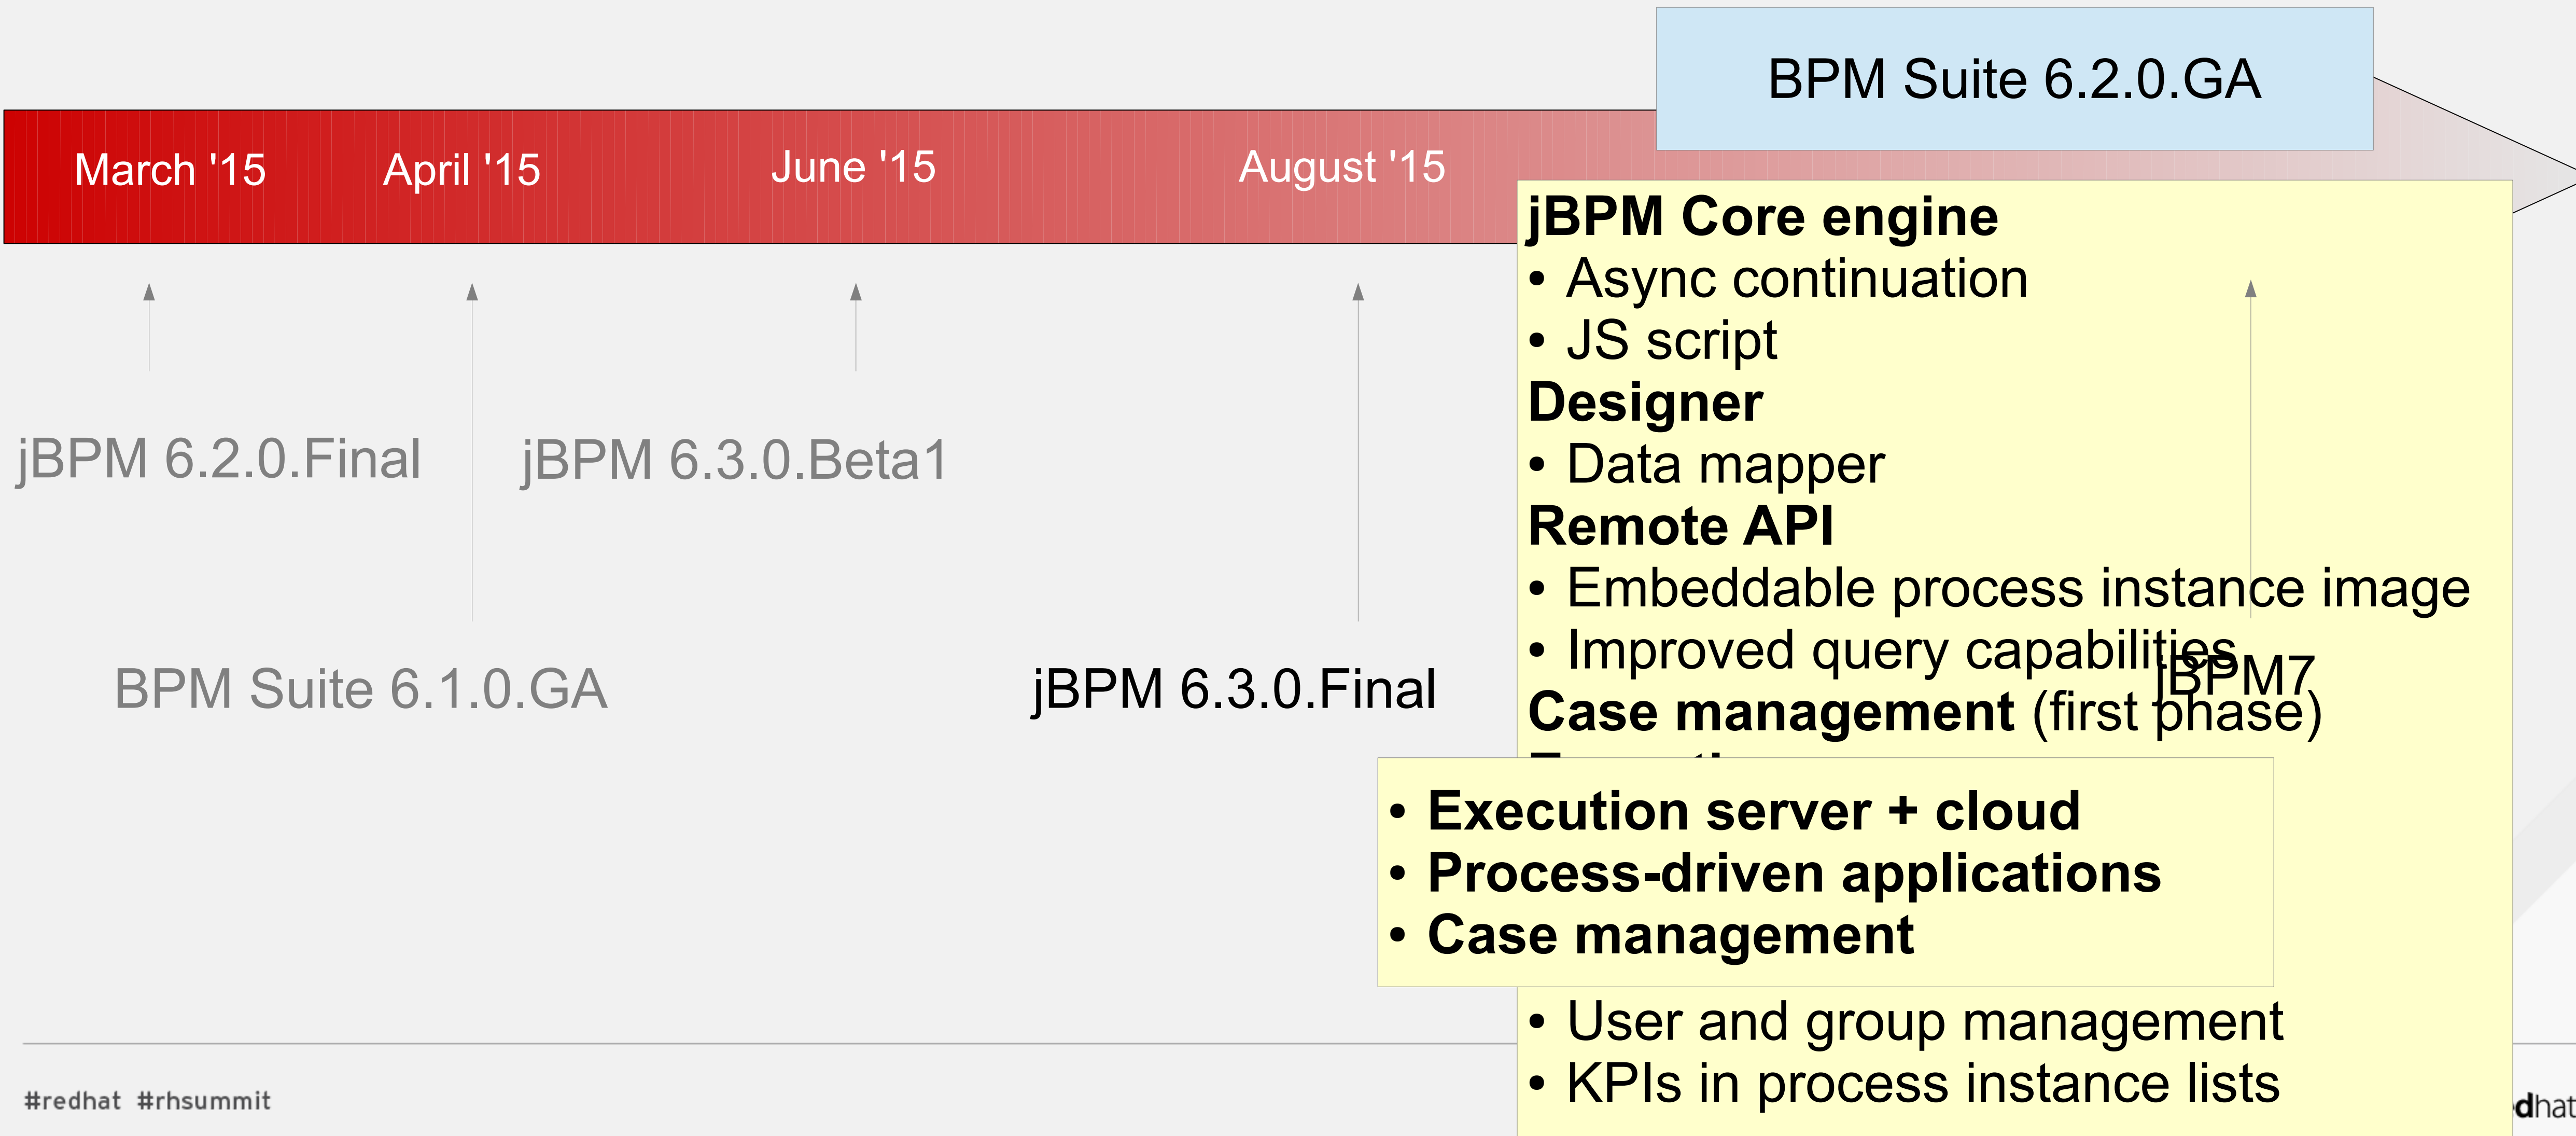 BPM Suite 6.2.0.GA
March '15
April '15
June '15
August '15
jBPM 6.2.0.Final
jBPM 6.3.0.Beta1
BPM Suite 6.1.0.GA
jBPM 6.3.0.Final
jBPM7
jBPM Core engine
• Async continuation
• JS script
Designer
• Data mapper
Remote API
• Embeddable process instance image
• Improved query capabilities
Case management (first phase)
• Execution server + cloud
• Process-driven applications
• Case management
• User and group management
• KPIs in process instance lists
#redhat #rhsummit
dhat